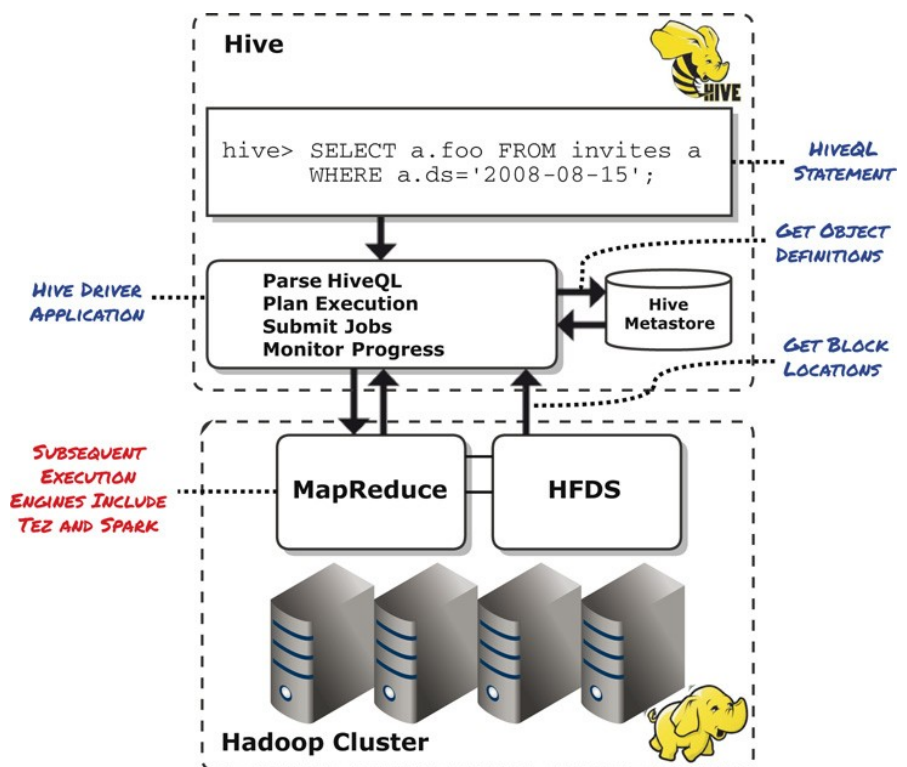 Hive
HIVE
hive> SELECT a.foo FROM invites a
WHERE a.ds='2008-08-15';
HIVEQL
STATEMENT
GET OBJECT
DEFINITIONS
HIVE DRIVER
APPLICATION
Parse HiveQL
Plan Execution
Submit Jobs
Monitor Progress
Hive
Metastore
GET BLOCK
LOCATIONS
SUBSEQUENT
EXECUTION
ENGINES INCLUDE
TEZ AND SPARK
MapReduce
HFDS
Hadoop Cluster